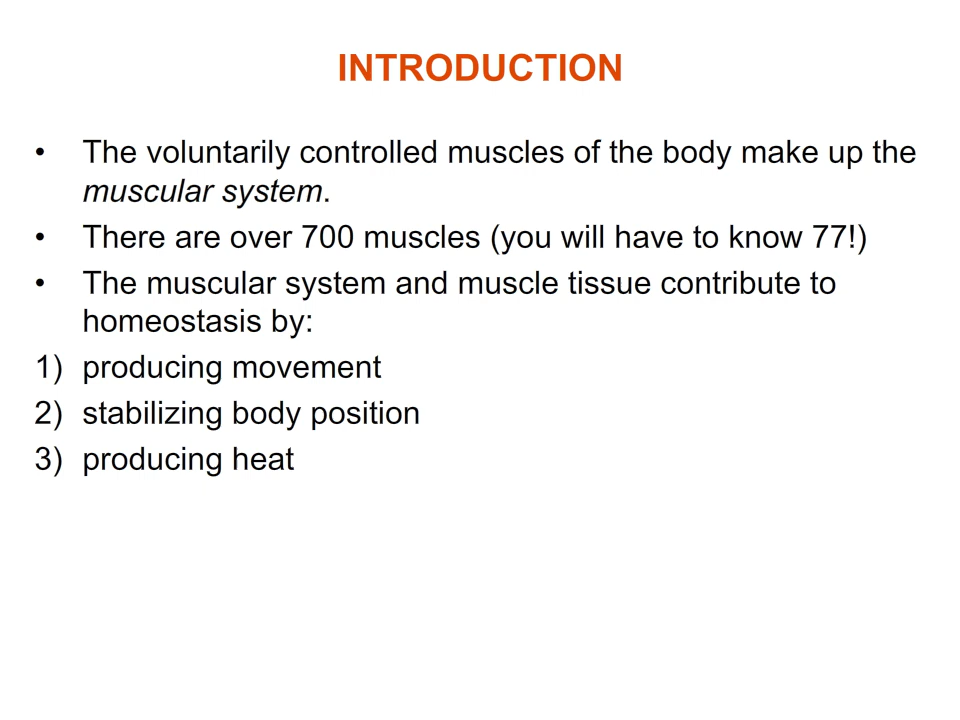 INTRODUCTION
• The voluntarily controlled muscles of the body make up the
muscular system.
• There are over 700 muscles (you will have to know 77!)
• The muscular system and muscle tissue contribute to
homeostasis by:
1) producing movement
2) stabilizing body position
3) producing heat